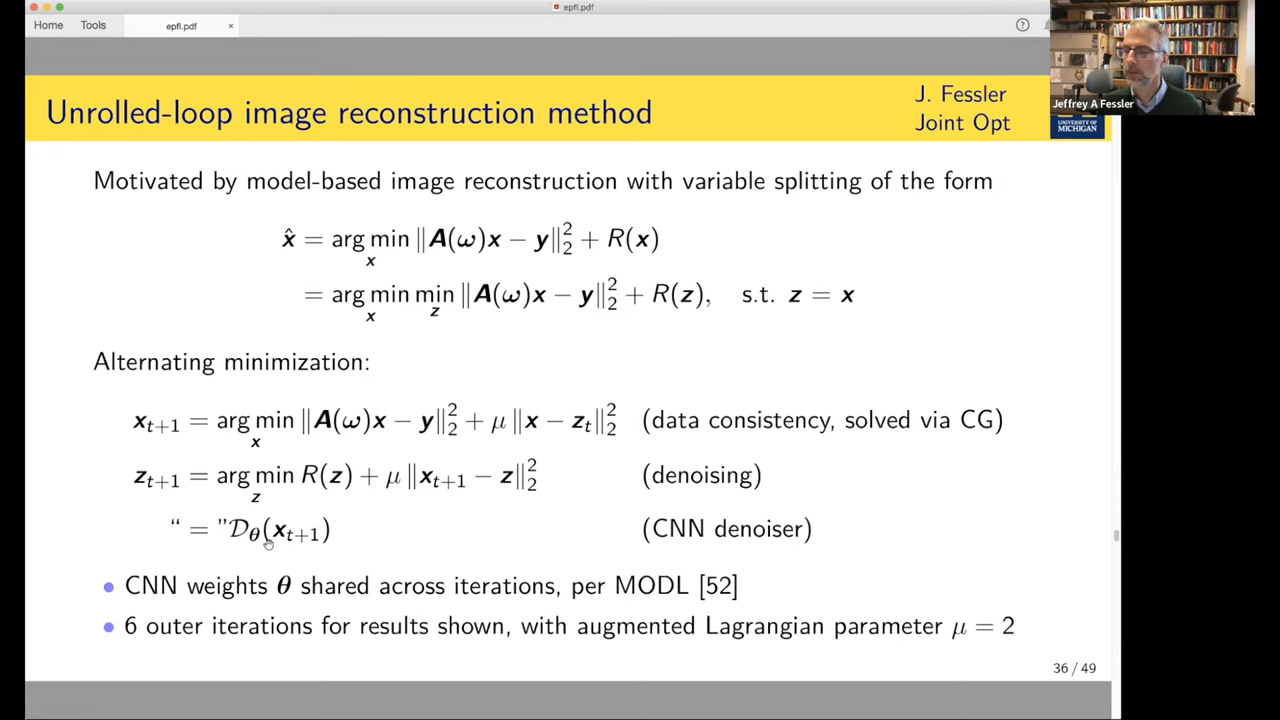 epfl.pdf
Home Tools epfl.pdf × ?
Unrolled-loop image reconstruction method
J. Fessler
Joint Opt
Jeffrey A Fessler
UNIVERSITY OF
MICHIGAN
Motivated by model-based image reconstruction with variable splitting of the form
x̂ = arg min_x ‖A(ω)x − y‖₂² + R(x)
= arg min_x min_z ‖A(ω)x − y‖₂² + R(z), s.t. z = x
Alternating minimization:
x_{t+1} = arg min_x ‖A(ω)x − y‖₂² + μ ‖x − z_t‖₂² (data consistency, solved via CG)
z_{t+1} = arg min_z R(z) + μ ‖x_{t+1} − z‖₂² (denoising)
“ = ” D_θ(x_{t+1}) (CNN denoiser)
• CNN weights θ shared across iterations, per MODL [52]
• 6 outer iterations for results shown, with augmented Lagrangian parameter μ = 2
36 / 49